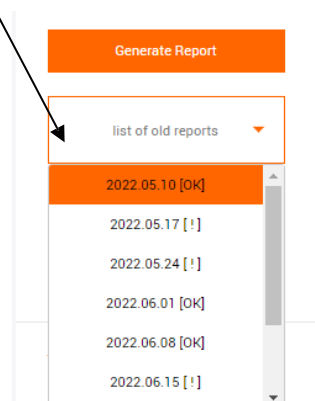 Generate Report
list of old reports
2022.05.10 [OK]
2022.05.17 [ ! ]
2022.05.24 [ ! ]
2022.06.01 [OK]
2022.06.08 [OK]
2022.06.15 [ ! ]